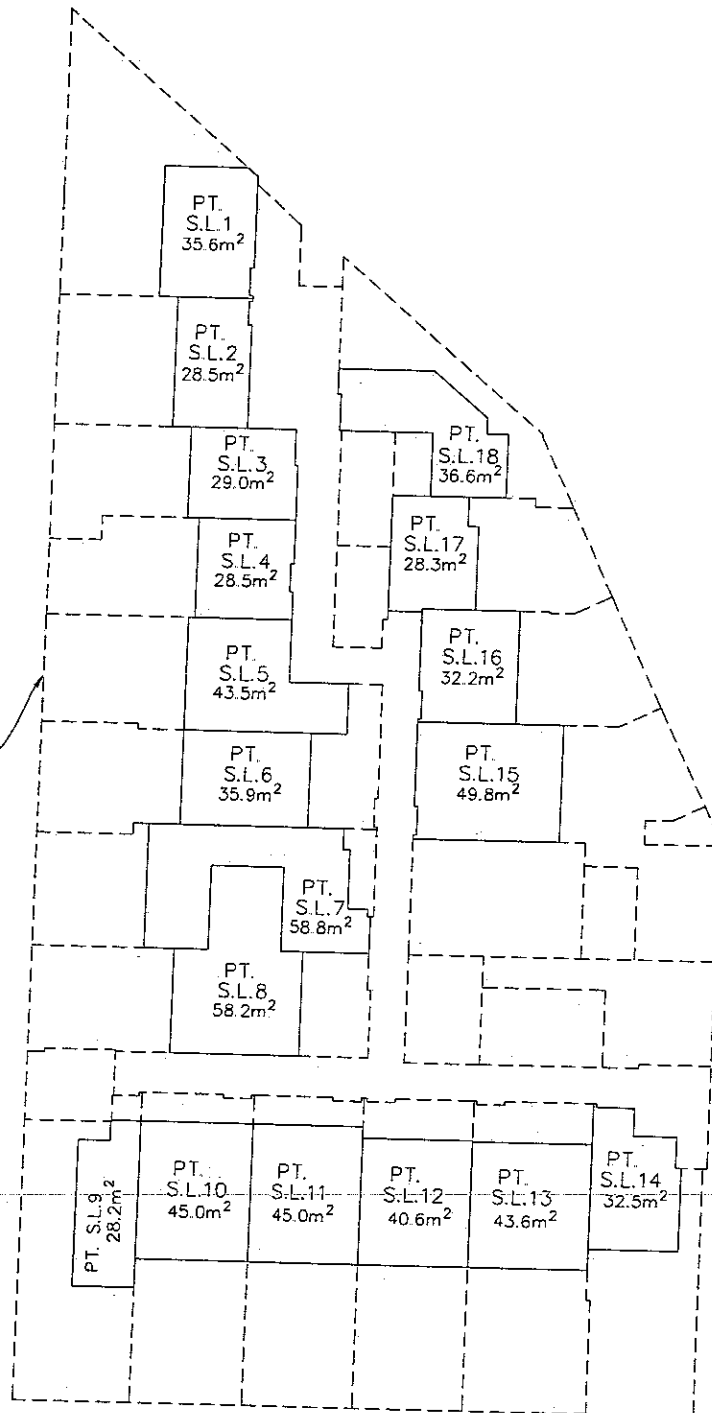 PT.
S.L.1
35.6m²
PT.
S.L.2
28.5m²
PT.
S.L.3
29.0m²
PT.
S.L.4
28.5m²
PT.
S.L.5
43.5m²
PT.
S.L.6
35.9m²
PT.
S.L.7
58.8m²
PT.
S.L.8
58.2m²
PT. S.L.9
28.2m²
PT.
S.L.10
45.0m²
PT.
S.L.11
45.0m²
PT.
S.L.12
40.6m²
PT.
S.L.13
43.6m²
PT.
S.L.14
32.5m²
PT.
S.L.15
49.8m²
PT.
S.L.16
32.2m²
PT.
S.L.17
28.3m²
PT.
S.L.18
36.6m²